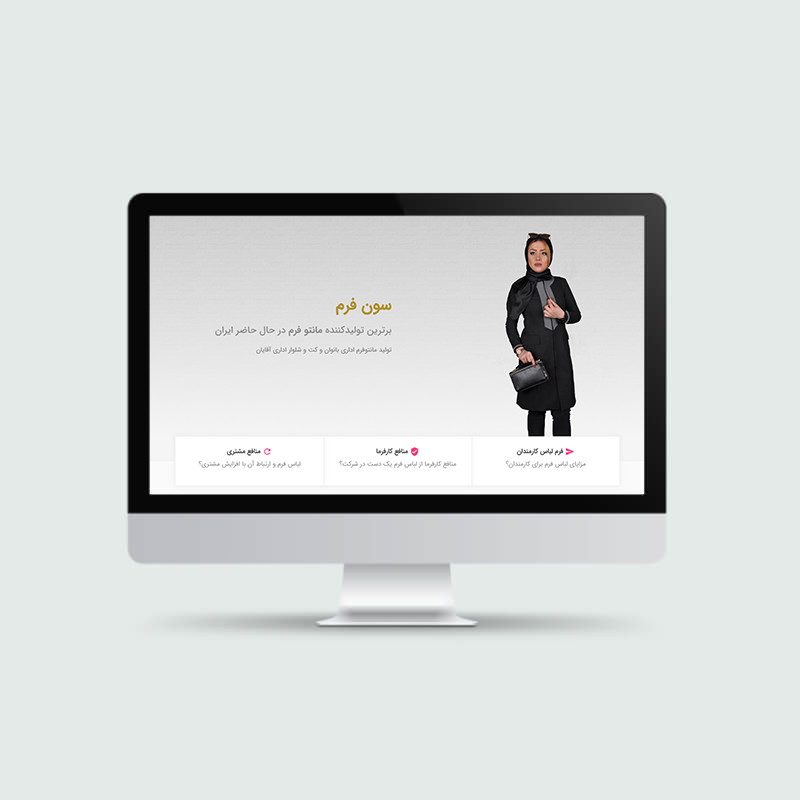 سون فرم
برترین تولیدکننده مانتو فرم در حال حاضر ایران
تولید مانتوفرم اداری بانوان و کت و شلوار اداری آقایان
فرم لباس کارمندان
مزایای لباس فرم برای کارمندان؟
منافع کارفرما
منافع کارفرما از لباس فرم یک دست در شرکت؟
منافع مشتری
لباس فرم و ارتباط آن با افزایش مشتری؟